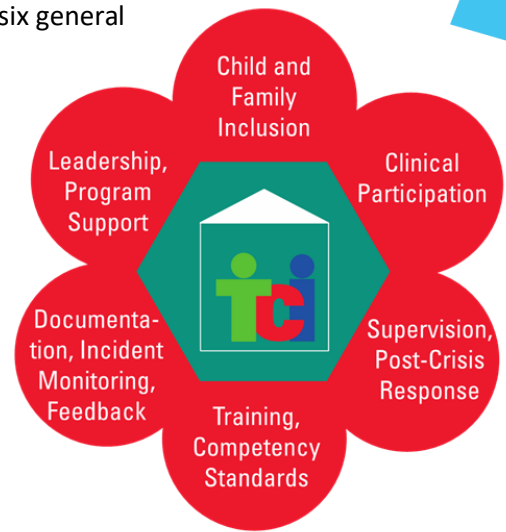 six general
Child and
Family
Inclusion
Clinical
Participation
Supervision,
Post-Crisis
Response
Training,
Competency
Standards
Documenta-
tion, Incident
Monitoring,
Feedback
Leadership,
Program
Support
tci